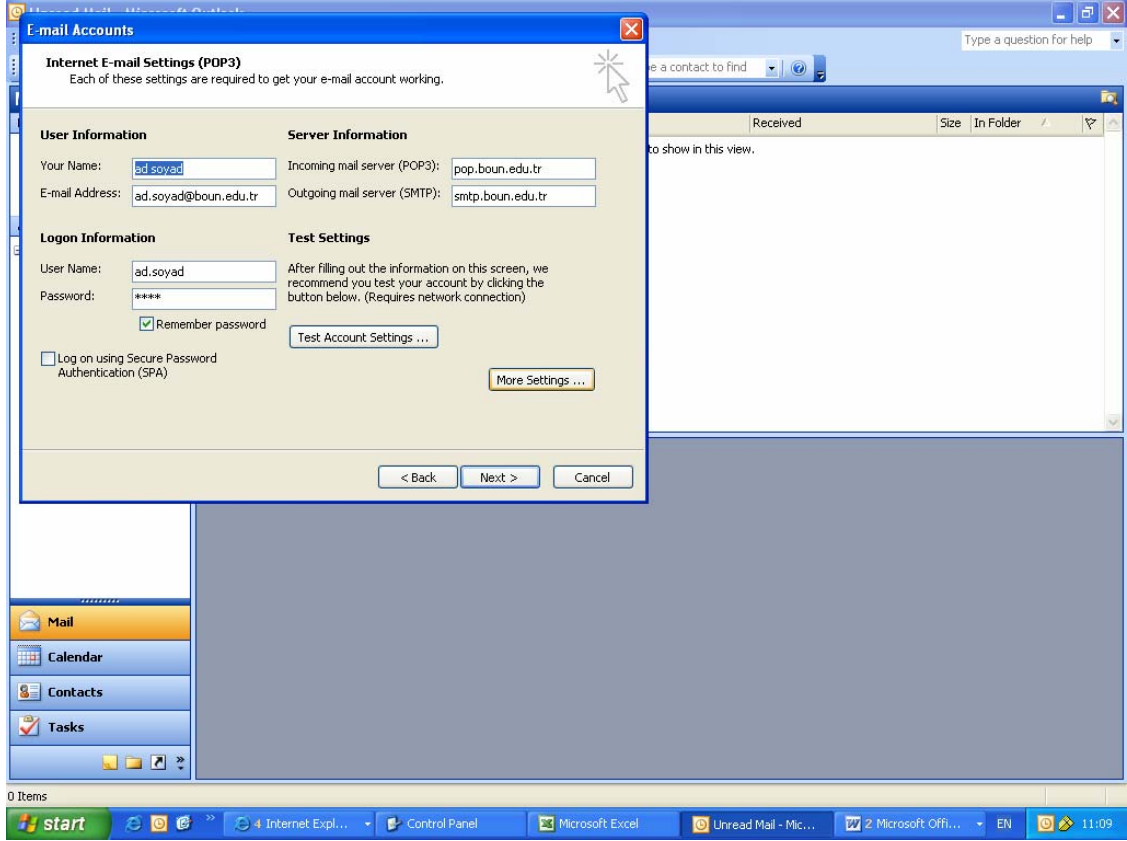 Unread Mail - Microsoft Outlook
E-mail Accounts
Type a question for help
Internet E-mail Settings (POP3)
Each of these settings are required to get your e-mail account working.
e a contact to find
Received Size In Folder
to show in this view.
User Information
Your Name: ad soyad
E-mail Address: ad.soyad@boun.edu.tr
Server Information
Incoming mail server (POP3): pop.boun.edu.tr
Outgoing mail server (SMTP): smtp.boun.edu.tr
Logon Information
User Name: ad.soyad
Password: ****
Remember password
Log on using Secure Password
Authentication (SPA)
Test Settings
After filling out the information on this screen, we
recommend you test your account by clicking the
button below. (Requires network connection)
Test Account Settings ...
More Settings ...
< Back Next > Cancel
Mail
Calendar
Contacts
Tasks
0 Items
start 4 Internet Expl... Control Panel Microsoft Excel Unread Mail - Mic... 2 Microsoft Offi... EN 11:09